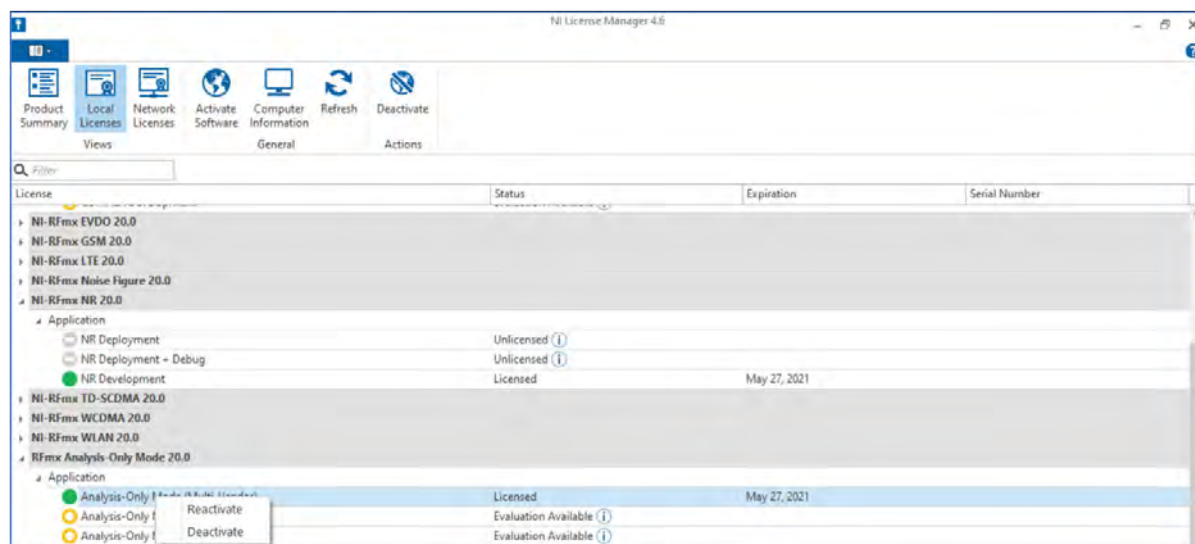 NI License Manager 4.6
Product Summary
Local Licenses
Network Licenses
Activate Software
Computer Information
Refresh
Deactivate
Views
General
Actions
Filter
License Status Expiration Serial Number
NI-RFmx EVDO 20.0
NI-RFmx GSM 20.0
NI-RFmx LTE 20.0
NI-RFmx Noise Figure 20.0
NI-RFmx NR 20.0
Application
NR Deployment Unlicensed
NR Deployment + Debug Unlicensed
NR Development Licensed May 27, 2021
NI-RFmx TD-SCDMA 20.0
NI-RFmx WCDMA 20.0
NI-RFmx WLAN 20.0
RFmx Analysis-Only Mode 20.0
Application
Analysis-Only Licensed May 27, 2021
Reactivate
Analysis-Only Evaluation Available
Deactivate
Analysis-Only Evaluation Available